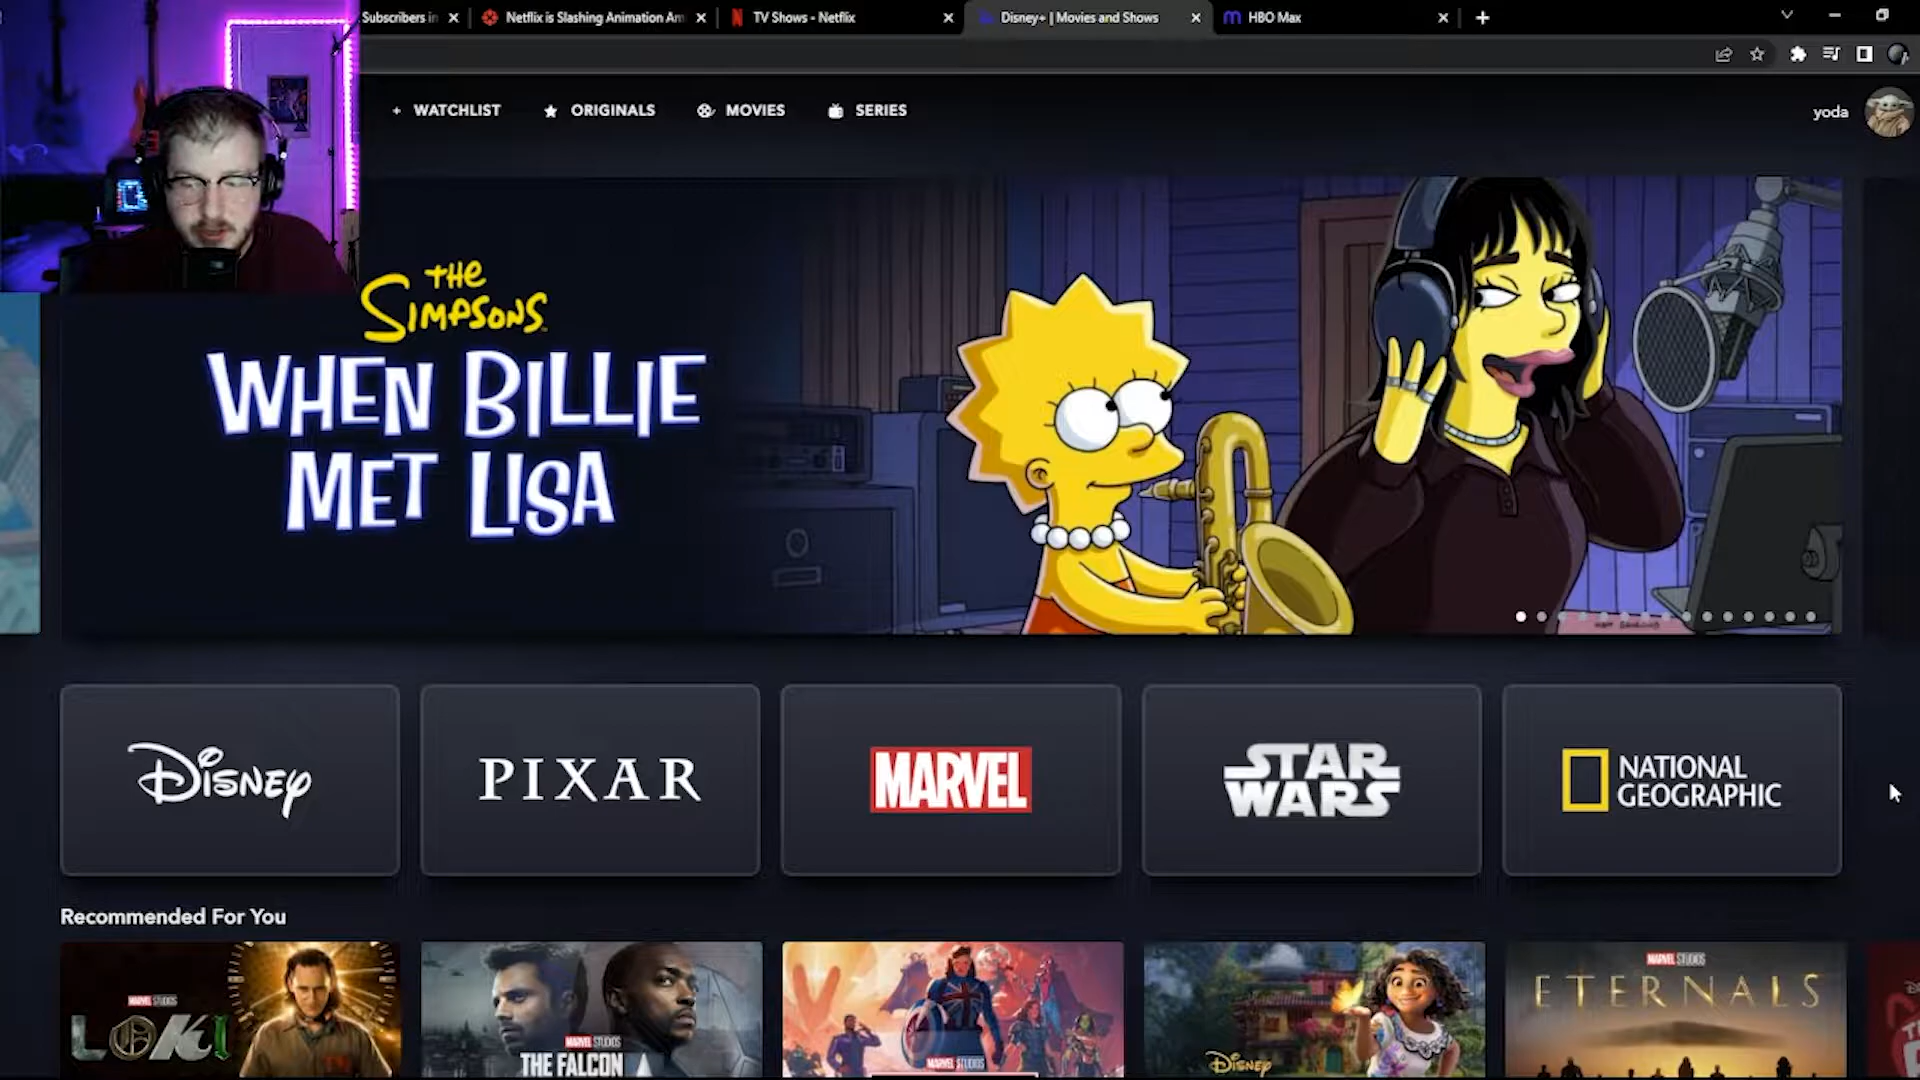 Subscribers in
Netflix is Slashing Animation Am
TV Shows - Netflix
Disney+ | Movies and Shows
HBO Max
+ WATCHLIST
ORIGINALS
MOVIES
SERIES
yoda
THE
SIMPSONS
WHEN BILLIE
MET LISA
DISNEY
PIXAR
MARVEL
STAR
WARS
NATIONAL
GEOGRAPHIC
Recommended For You
MARVEL STUDIOS
LOKI
MARVEL STUDIOS
THE FALCON
MARVEL STUDIOS
DISNEY
MARVEL STUDIOS
ETERNALS